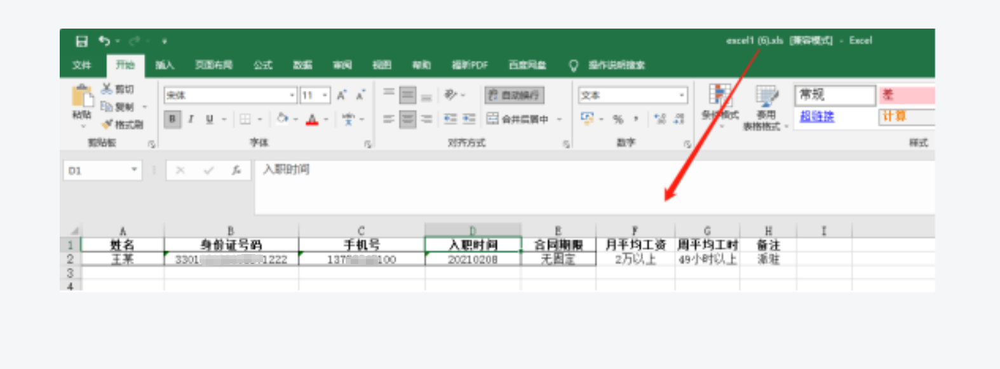 excel1 (6).xls [兼容模式] - Excel
文件 开始 插入 页面布局 公式 数据 审阅 视图 帮助 福昕PDF 百度网盘 操作说明搜索
剪切
复制
格式刷
粘贴
剪贴板
宋体 11
B I U
字体
自动换行
合并后居中
对齐方式
文本
%
数字
条件格式
套用
表格格式
常规 差
超链接 计算
样式
D1 fx 入职时间
A B C D E F G H I
1 姓名 身份证号码 手机号 入职时间 合同期限 月平均工资 周平均工时 备注
2 王某 3301 1222 137 100 20210208 无固定 2万以上 49小时以上 派驻
3
4